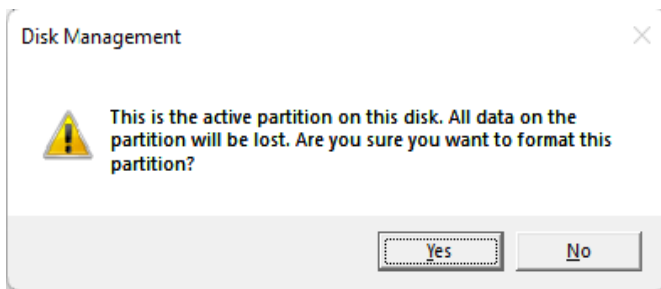 Disk Management
This is the active partition on this disk. All data on the
partition will be lost. Are you sure you want to format this
partition?
Yes
No